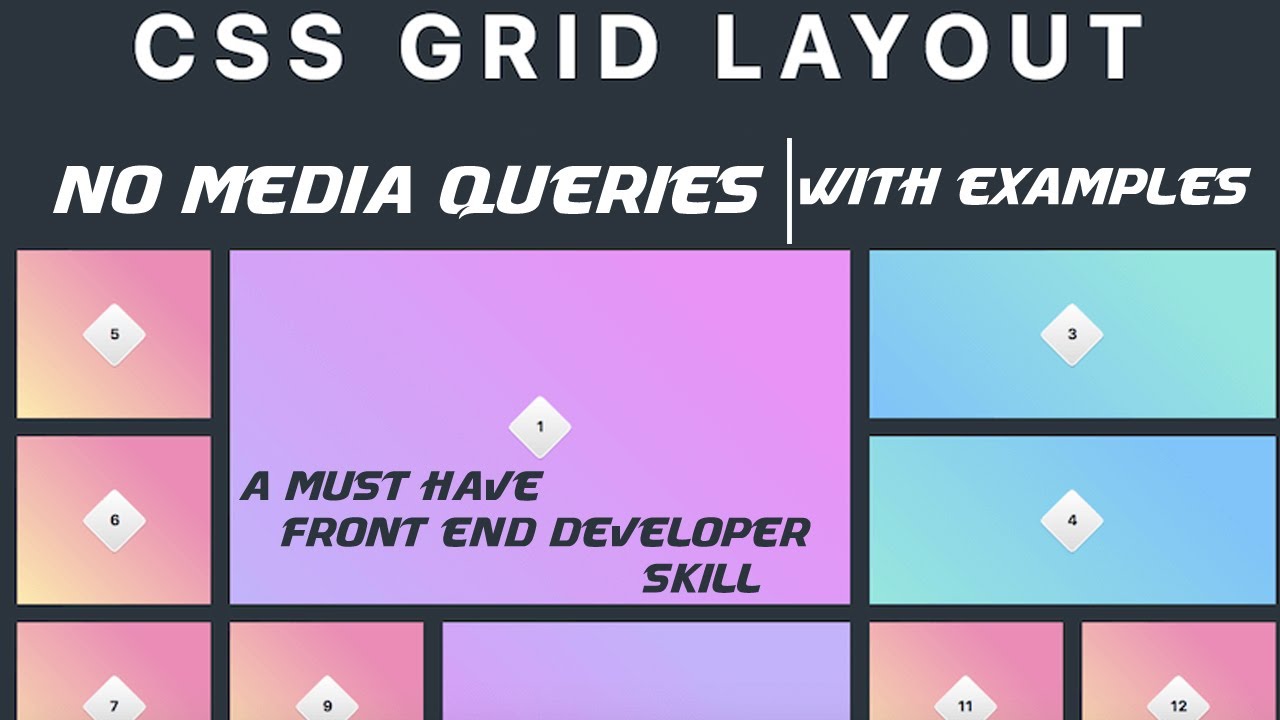 CSS GRID LAYOUT
NO MEDIA QUERIES | WITH EXAMPLES
5
1
3
A MUST HAVE
FRONT END DEVELOPER
SKILL
6
4
7
9
11
12